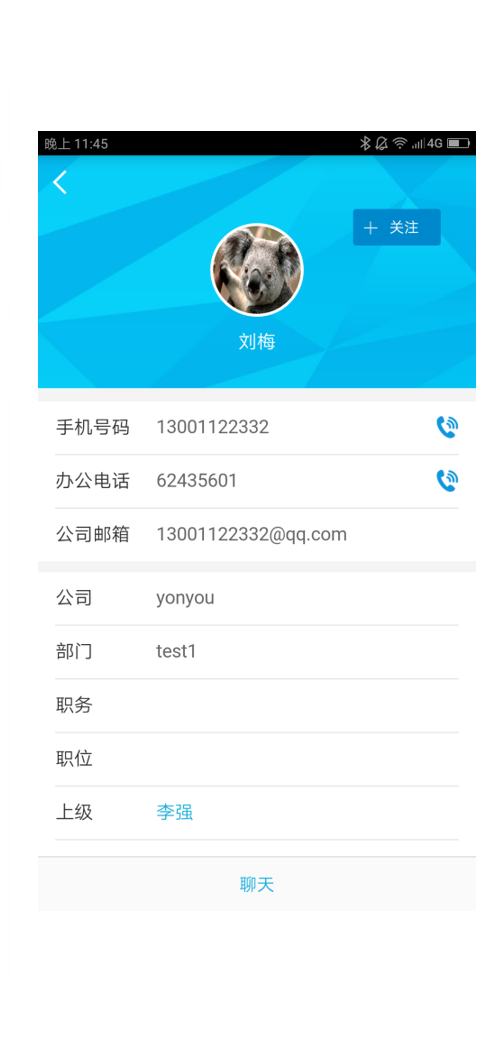 晚上 11:45 4G
+ 关注
刘梅
手机号码 13001122332
办公电话 62435601
公司邮箱 13001122332@qq.com
公司 yonyou
部门 test1
职务
职位
上级 李强
聊天